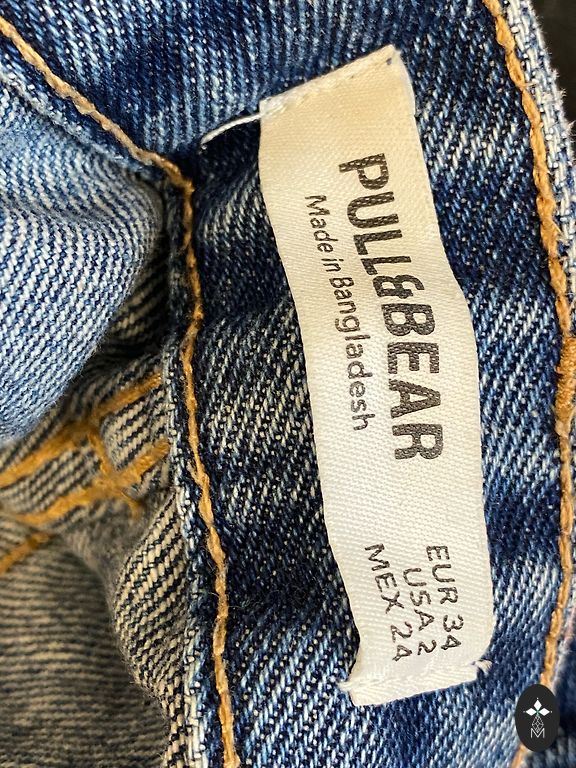 PULL&BEAR
Made in Bangladesh
EUR 34
USA 2
MEX 24
M